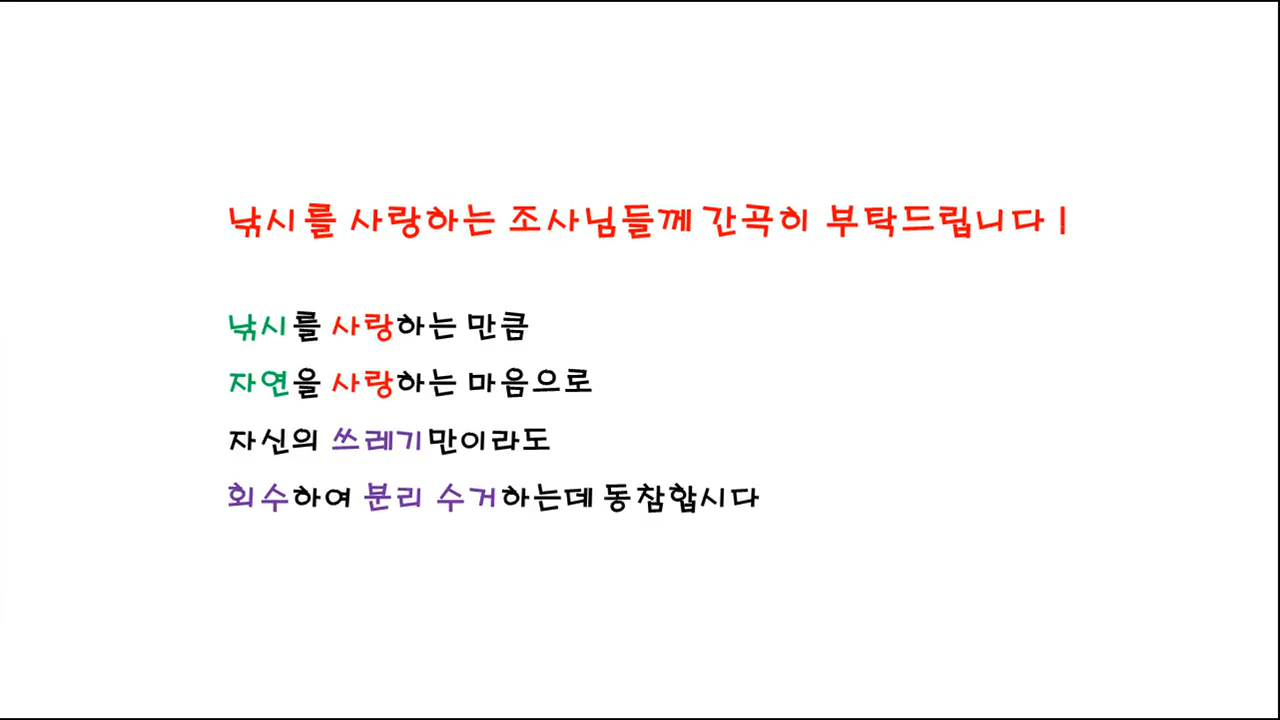 낚시를 사랑하는 조사님들께 간곡히 부탁드립니다 |
낚시를 사랑하는 만큼
자연을 사랑하는 마음으로
자신의 쓰레기만이라도
회수하여 분리 수거하는데 동참합시다